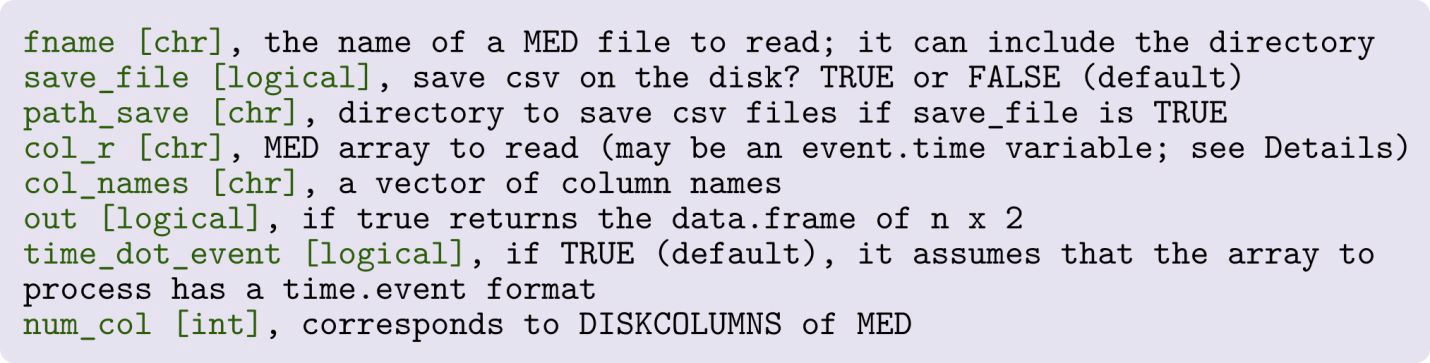 fname [chr], the name of a MED file to read; it can include the directory
save_file [logical], save csv on the disk? TRUE or FALSE (default)
path_save [chr], directory to save csv files if save_file is TRUE
col_r [chr], MED array to read (may be an event.time variable; see Details)
col_names [chr], a vector of column names
out [logical], if true returns the data.frame of n x 2
time_dot_event [logical], if TRUE (default), it assumes that the array to
process has a time.event format
num_col [int], corresponds to DISKCOLUMNS of MED